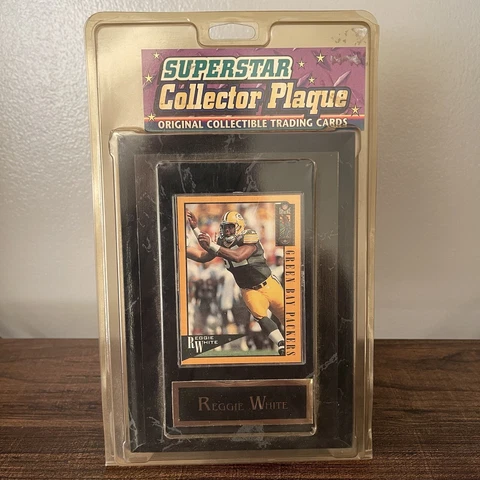 SUPERSTAR
Collector Plaque
ORIGINAL COLLECTIBLE TRADING CARDS
GREEN BAY PACKERS
REGGIE
WHITE
REGGIE WHITE